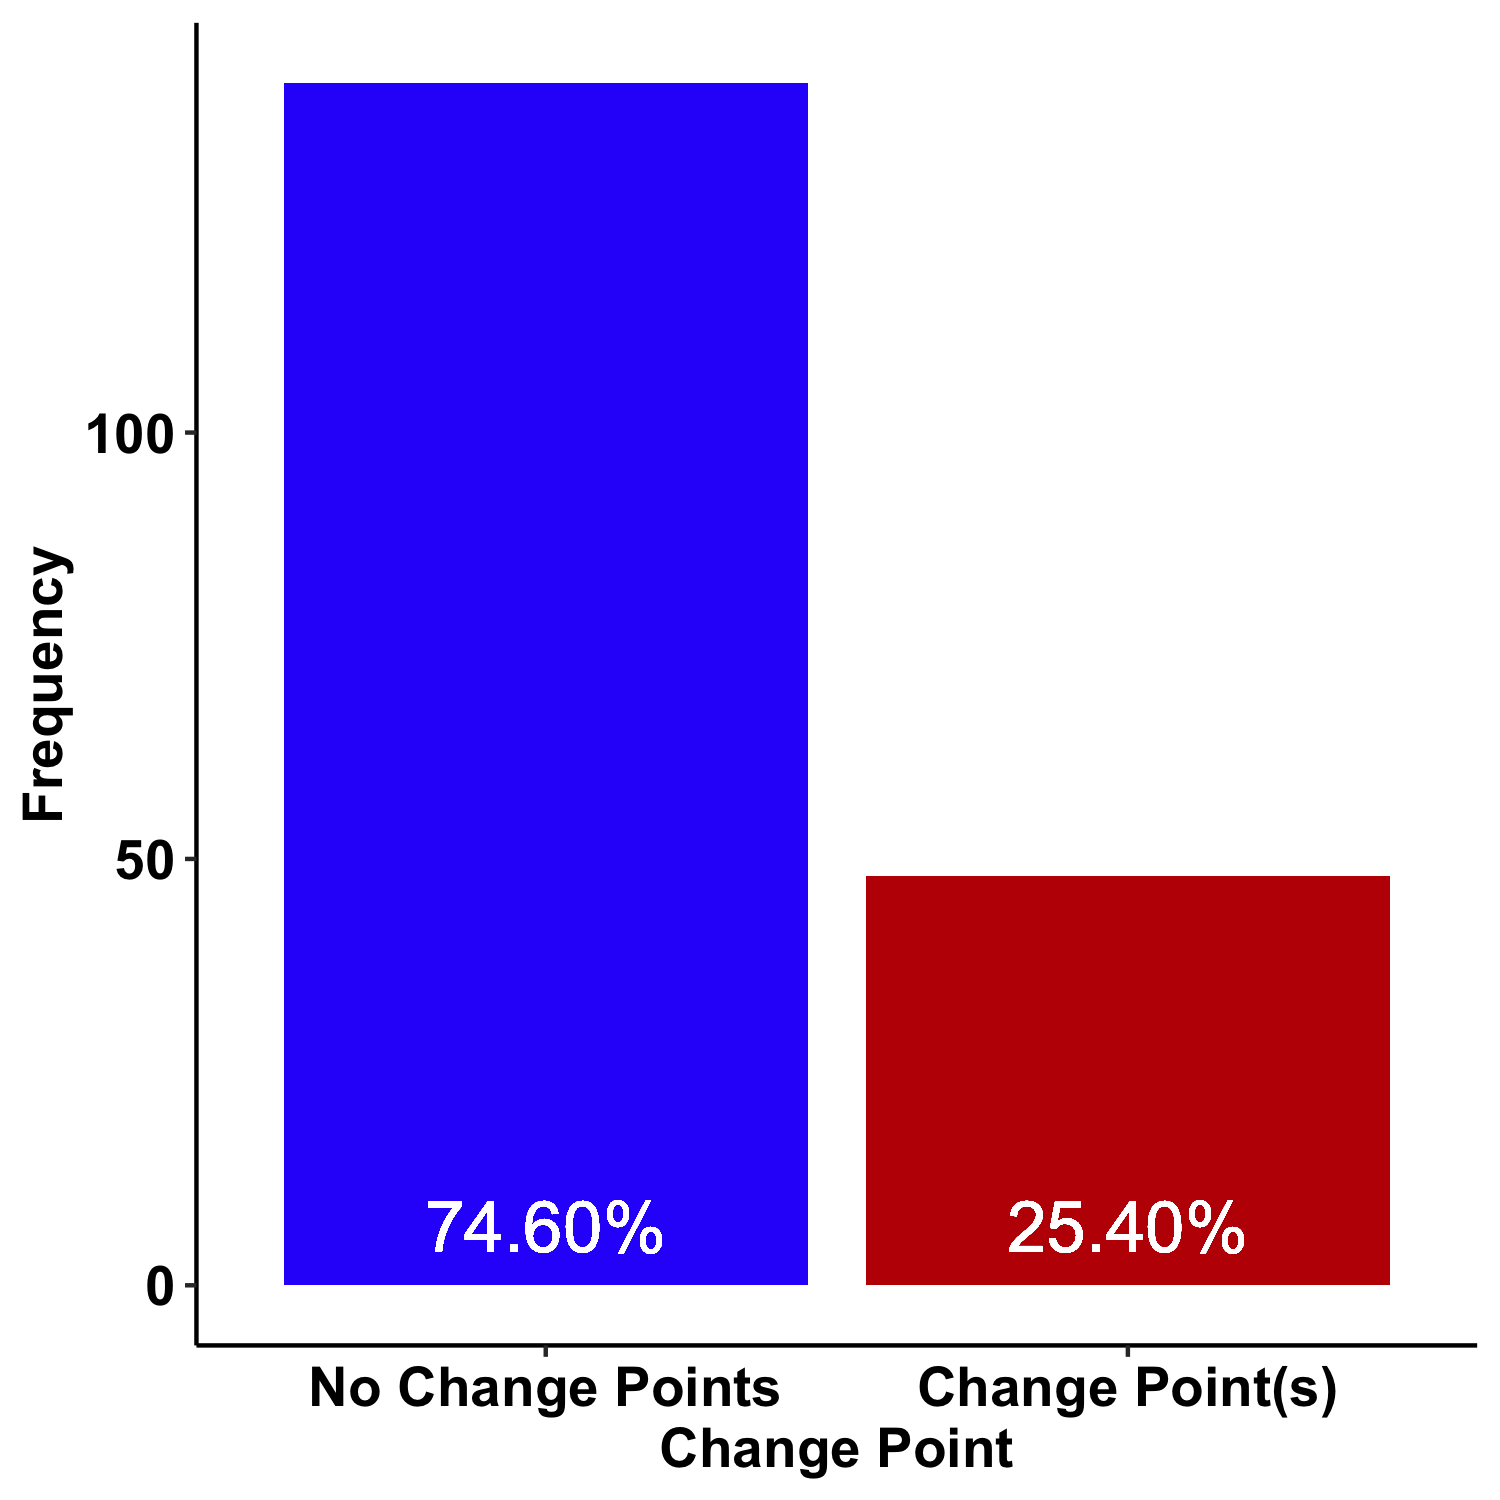 Frequency
100
50
0
74.60%
25.40%
No Change Points
Change Point(s)
Change Point